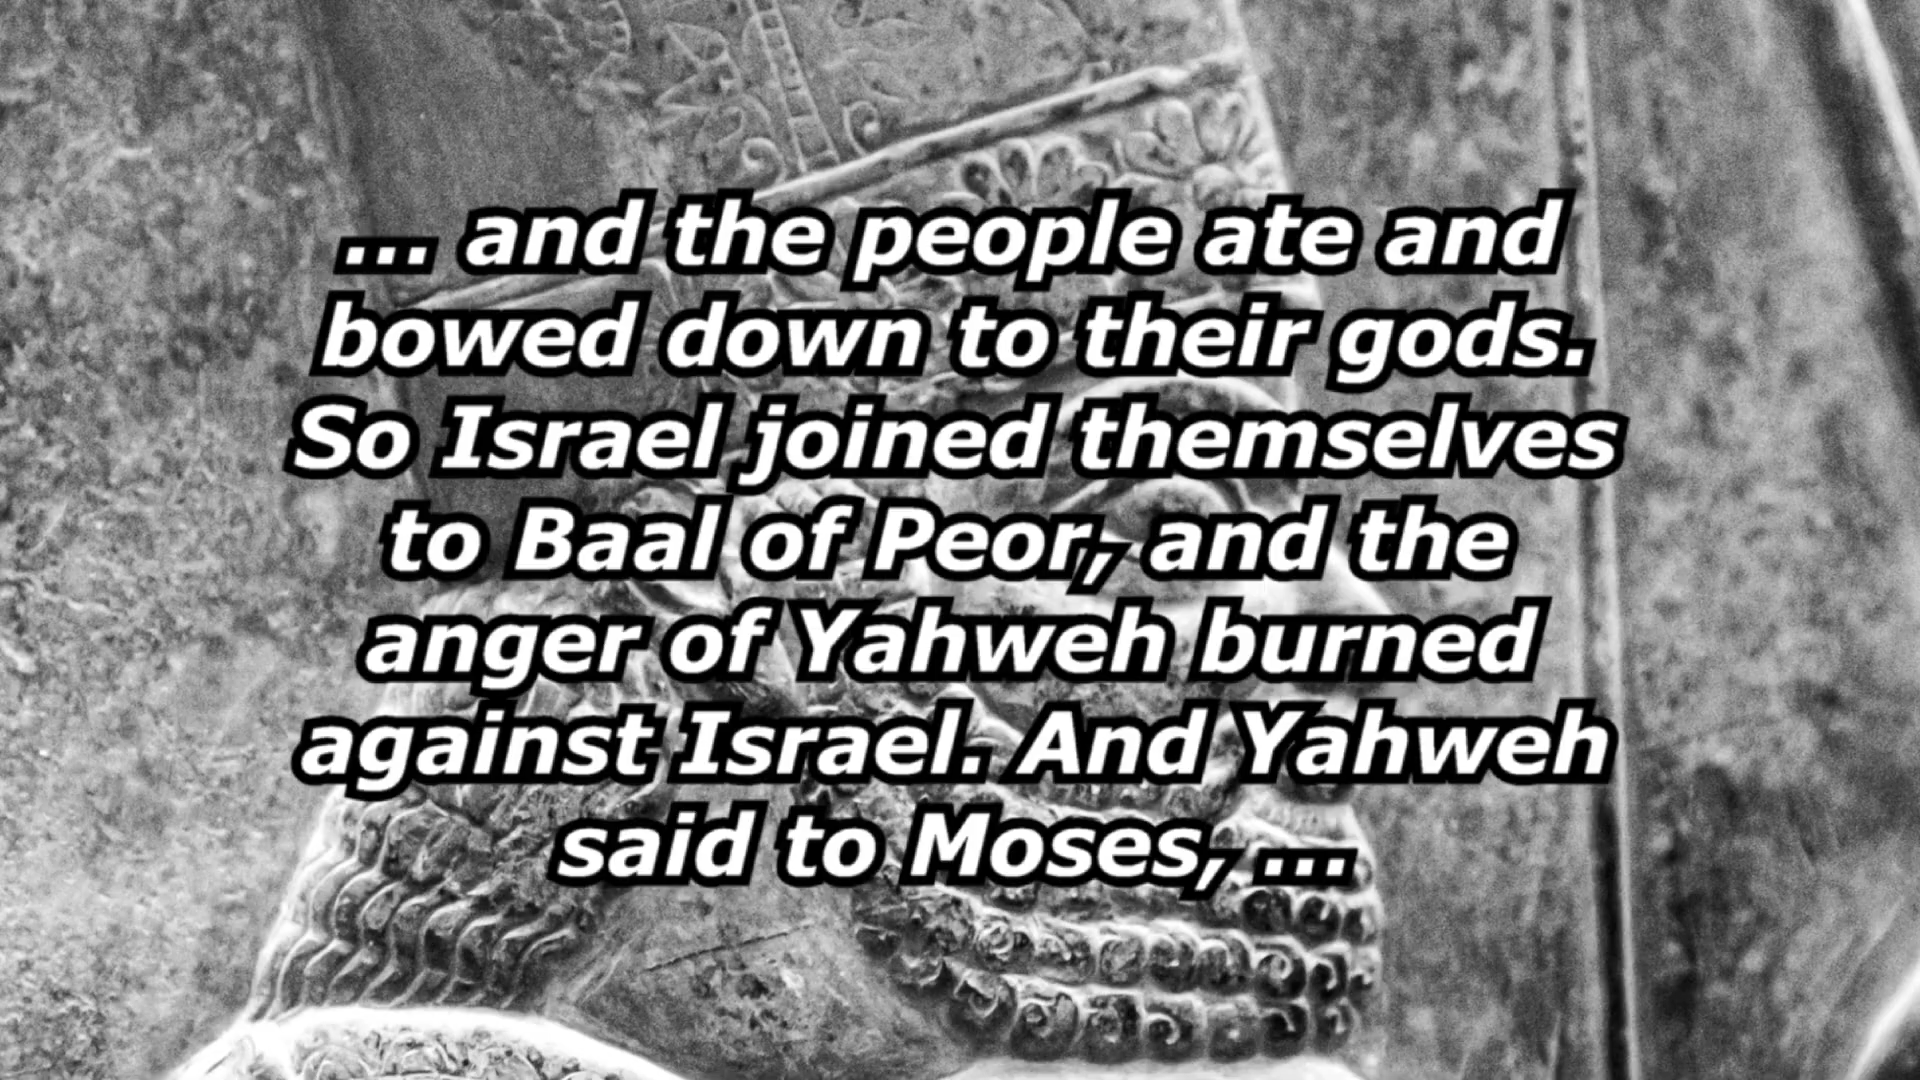 ... and the people ate and
bowed down to their gods.
So Israel joined themselves
to Baal of Peor, and the
anger of Yahweh burned
against Israel. And Yahweh
said to Moses, ...